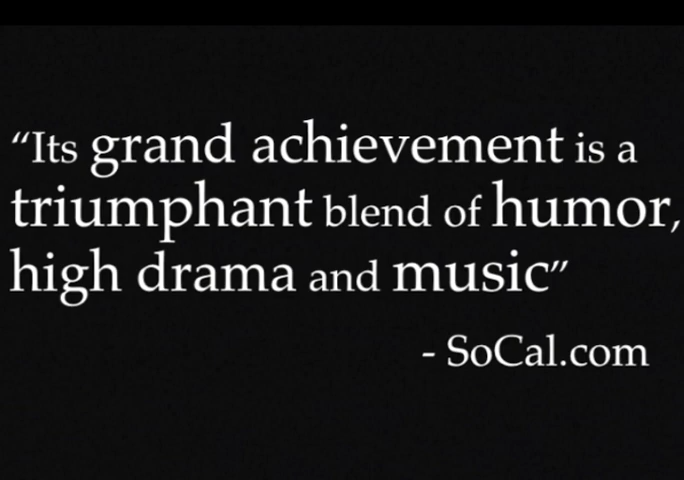 “Its grand achievement is a
triumphant blend of humor,
high drama and music”
- SoCal.com